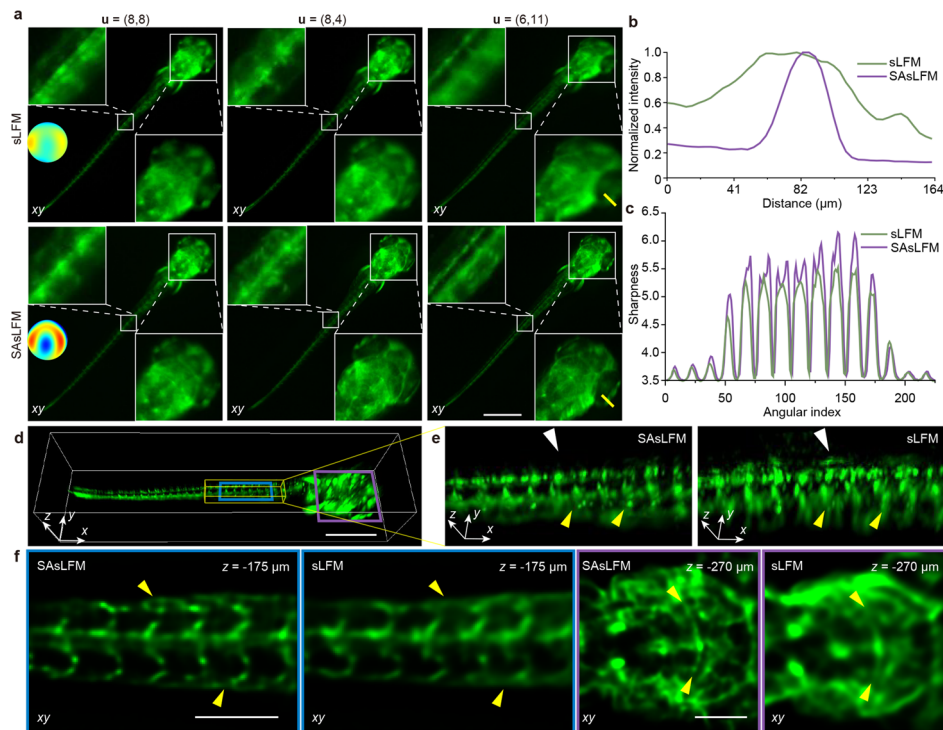 a
u = (8,8)
u = (8,4)
u = (6,11)
sLFM
xy
xy
xy
SAsLFM
xy
xy
xy
b
Normalized intensity
1.0
0.8
0.6
0.4
0.2
0
0
41
82
123
164
Distance (μm)
sLFM
SAsLFM
c
Sharpness
6.5
6.0
5.5
5.0
4.5
4.0
3.5
0
50
100
150
200
Angular index
sLFM
SAsLFM
d
z
y
x
e
SAsLFM
z
y
x
sLFM
z
y
x
f
SAsLFM
z = -175 μm
xy
sLFM
z = -175 μm
xy
SAsLFM
z = -270 μm
xy
sLFM
z = -270 μm
xy